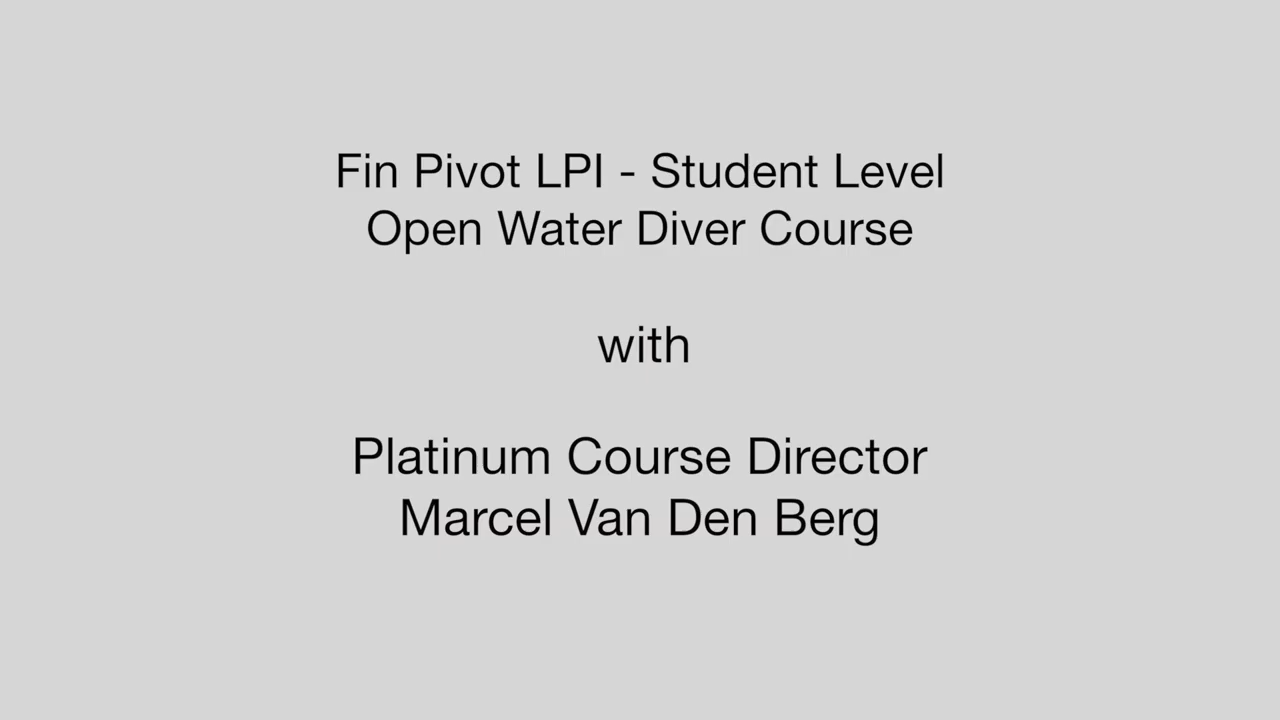 Fin Pivot LPI - Student Level
Open Water Diver Course
with
Platinum Course Director
Marcel Van Den Berg